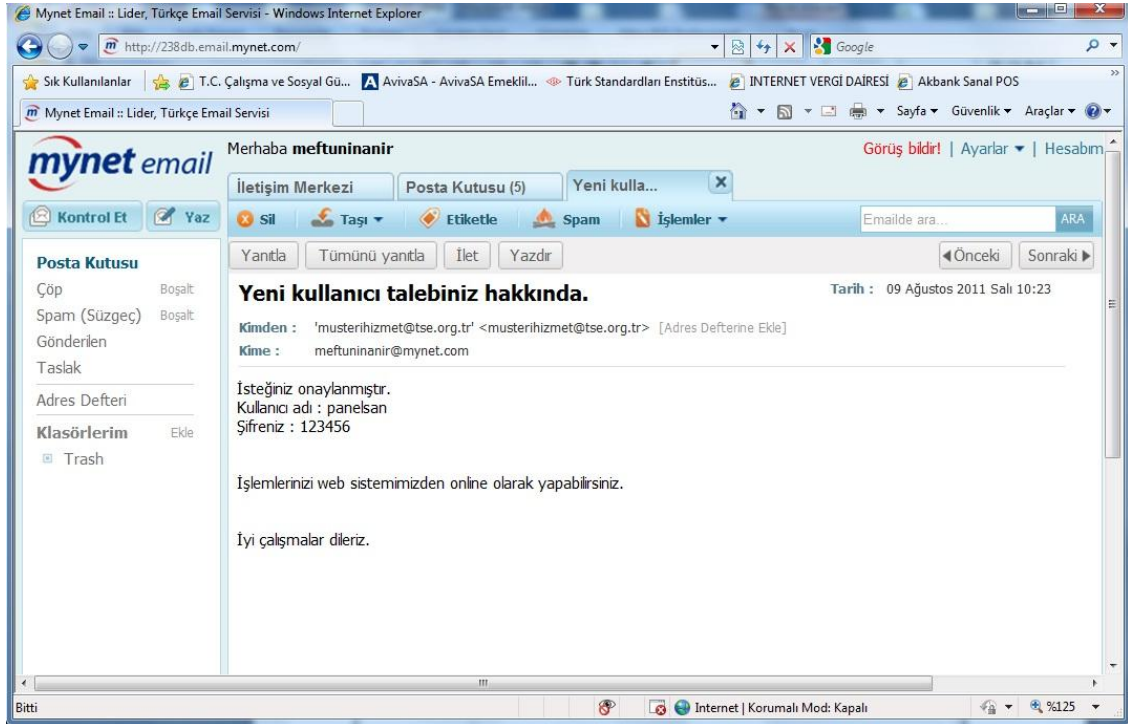 Mynet Email :: Lider, Türkçe Email Servisi - Windows Internet Explorer
http://238db.email.mynet.com/
Google
Sık Kullanılanlar T.C. Çalışma ve Sosyal Gü... AvivaSA - AvivaSA Emeklil... Türk Standardları Enstitüs... INTERNET VERGİ DAİRESİ Akbank Sanal POS
Mynet Email :: Lider, Türkçe Email Servisi
Sayfa Güvenlik Araçlar
mynet email
Merhaba meftuninanir
Görüş bildir! | Ayarlar | Hesabım
İletişim Merkezi Posta Kutusu (5) Yeni kulla...
Kontrol Et Yaz
Sil Taşı Etiketle Spam İşlemler
Emailde ara... ARA
Yanıtla Tümünü yanıtla İlet Yazdır
Önceki Sonraki
Posta Kutusu
Çöp Boşalt
Spam (Süzgeç) Boşalt
Gönderilen
Taslak
Adres Defteri
Klasörlerim Ekle
Trash
Yeni kullanıcı talebiniz hakkında.
Tarih : 09 Ağustos 2011 Salı 10:23
Kimden : 'musterihizmet@tse.org.tr' <musterihizmet@tse.org.tr> [Adres Defterine Ekle]
Kime : meftuninanir@mynet.com
İsteğiniz onaylanmıştır.
Kullanıcı adı : panelsan
Şifreniz : 123456
İşlemlerinizi web sistemimizden online olarak yapabilirsiniz.
İyi çalışmalar dileriz.
Bitti
Internet | Korumalı Mod: Kapalı
%125